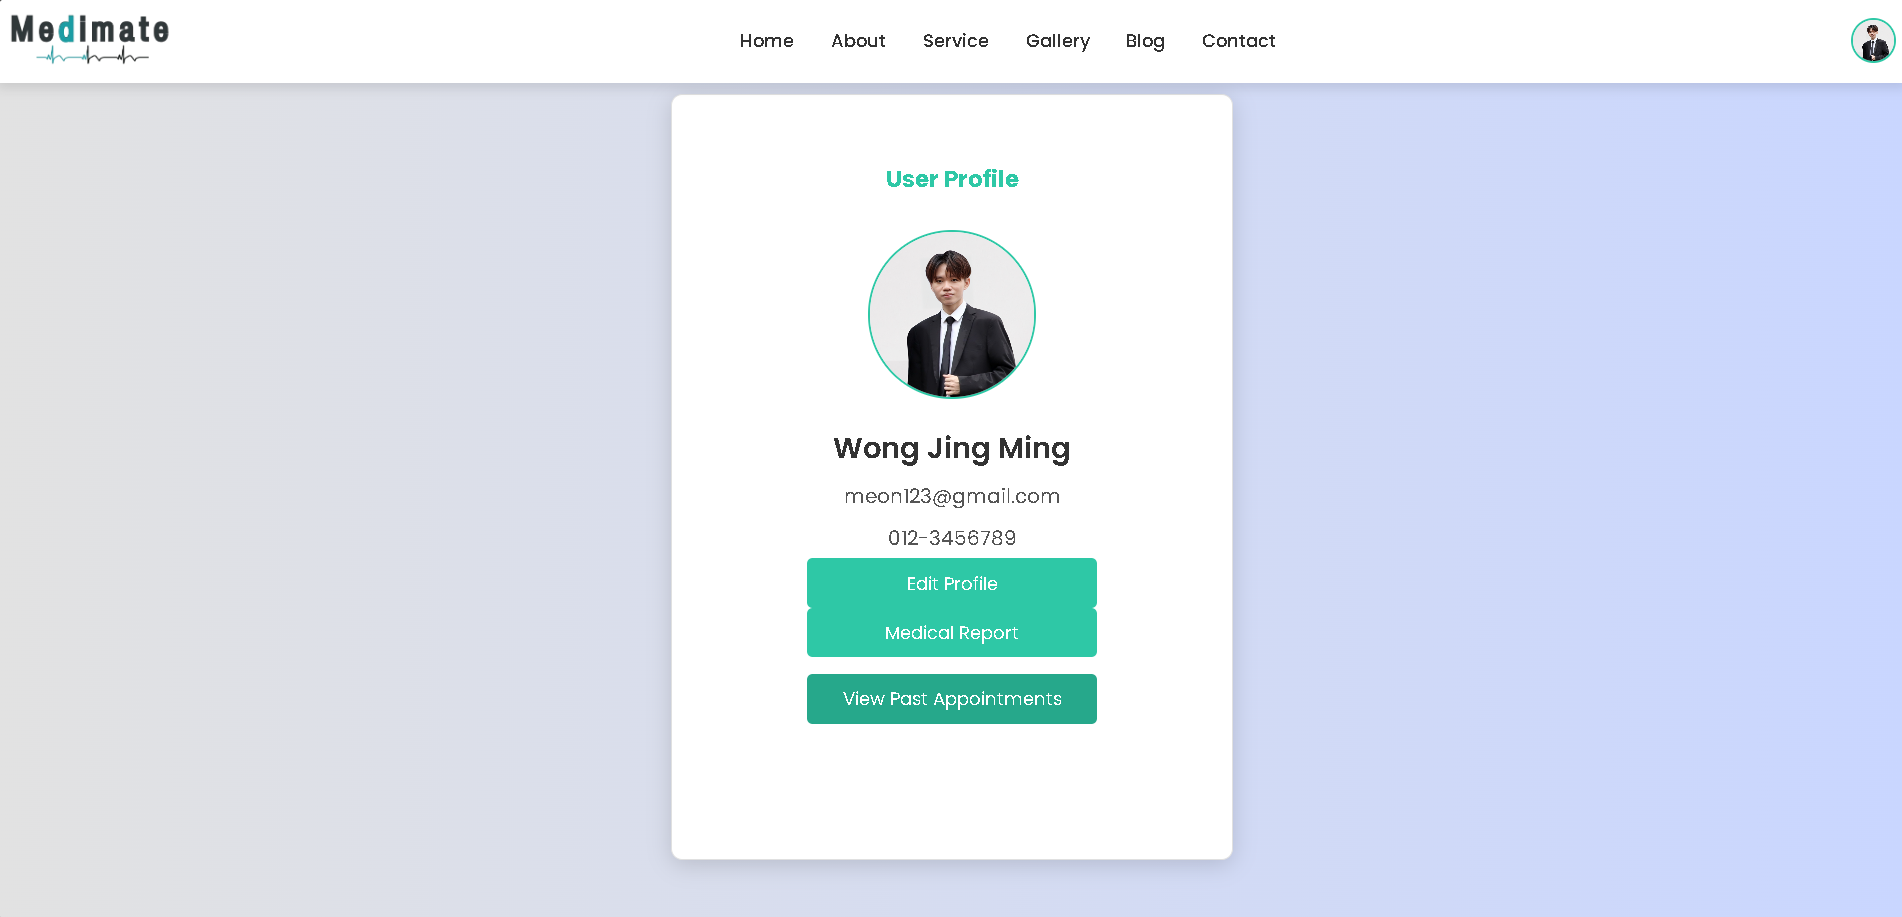 Medimate
Home About Service Gallery Blog Contact
User Profile
Wong Jing Ming
meon123@gmail.com
012-3456789
Edit Profile
Medical Report
View Past Appointments